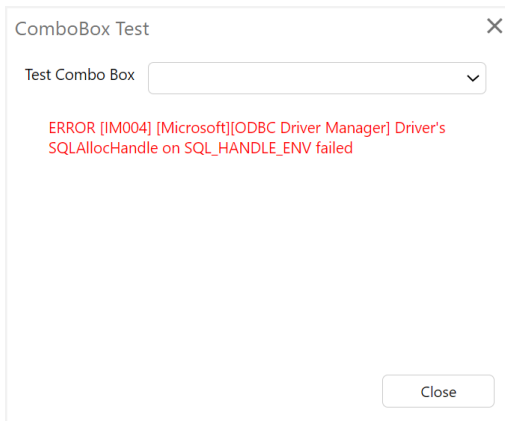 ComboBox Test
Test Combo Box
ERROR [IM004] [Microsoft][ODBC Driver Manager] Driver's
SQLAllocHandle on SQL_HANDLE_ENV failed
Close